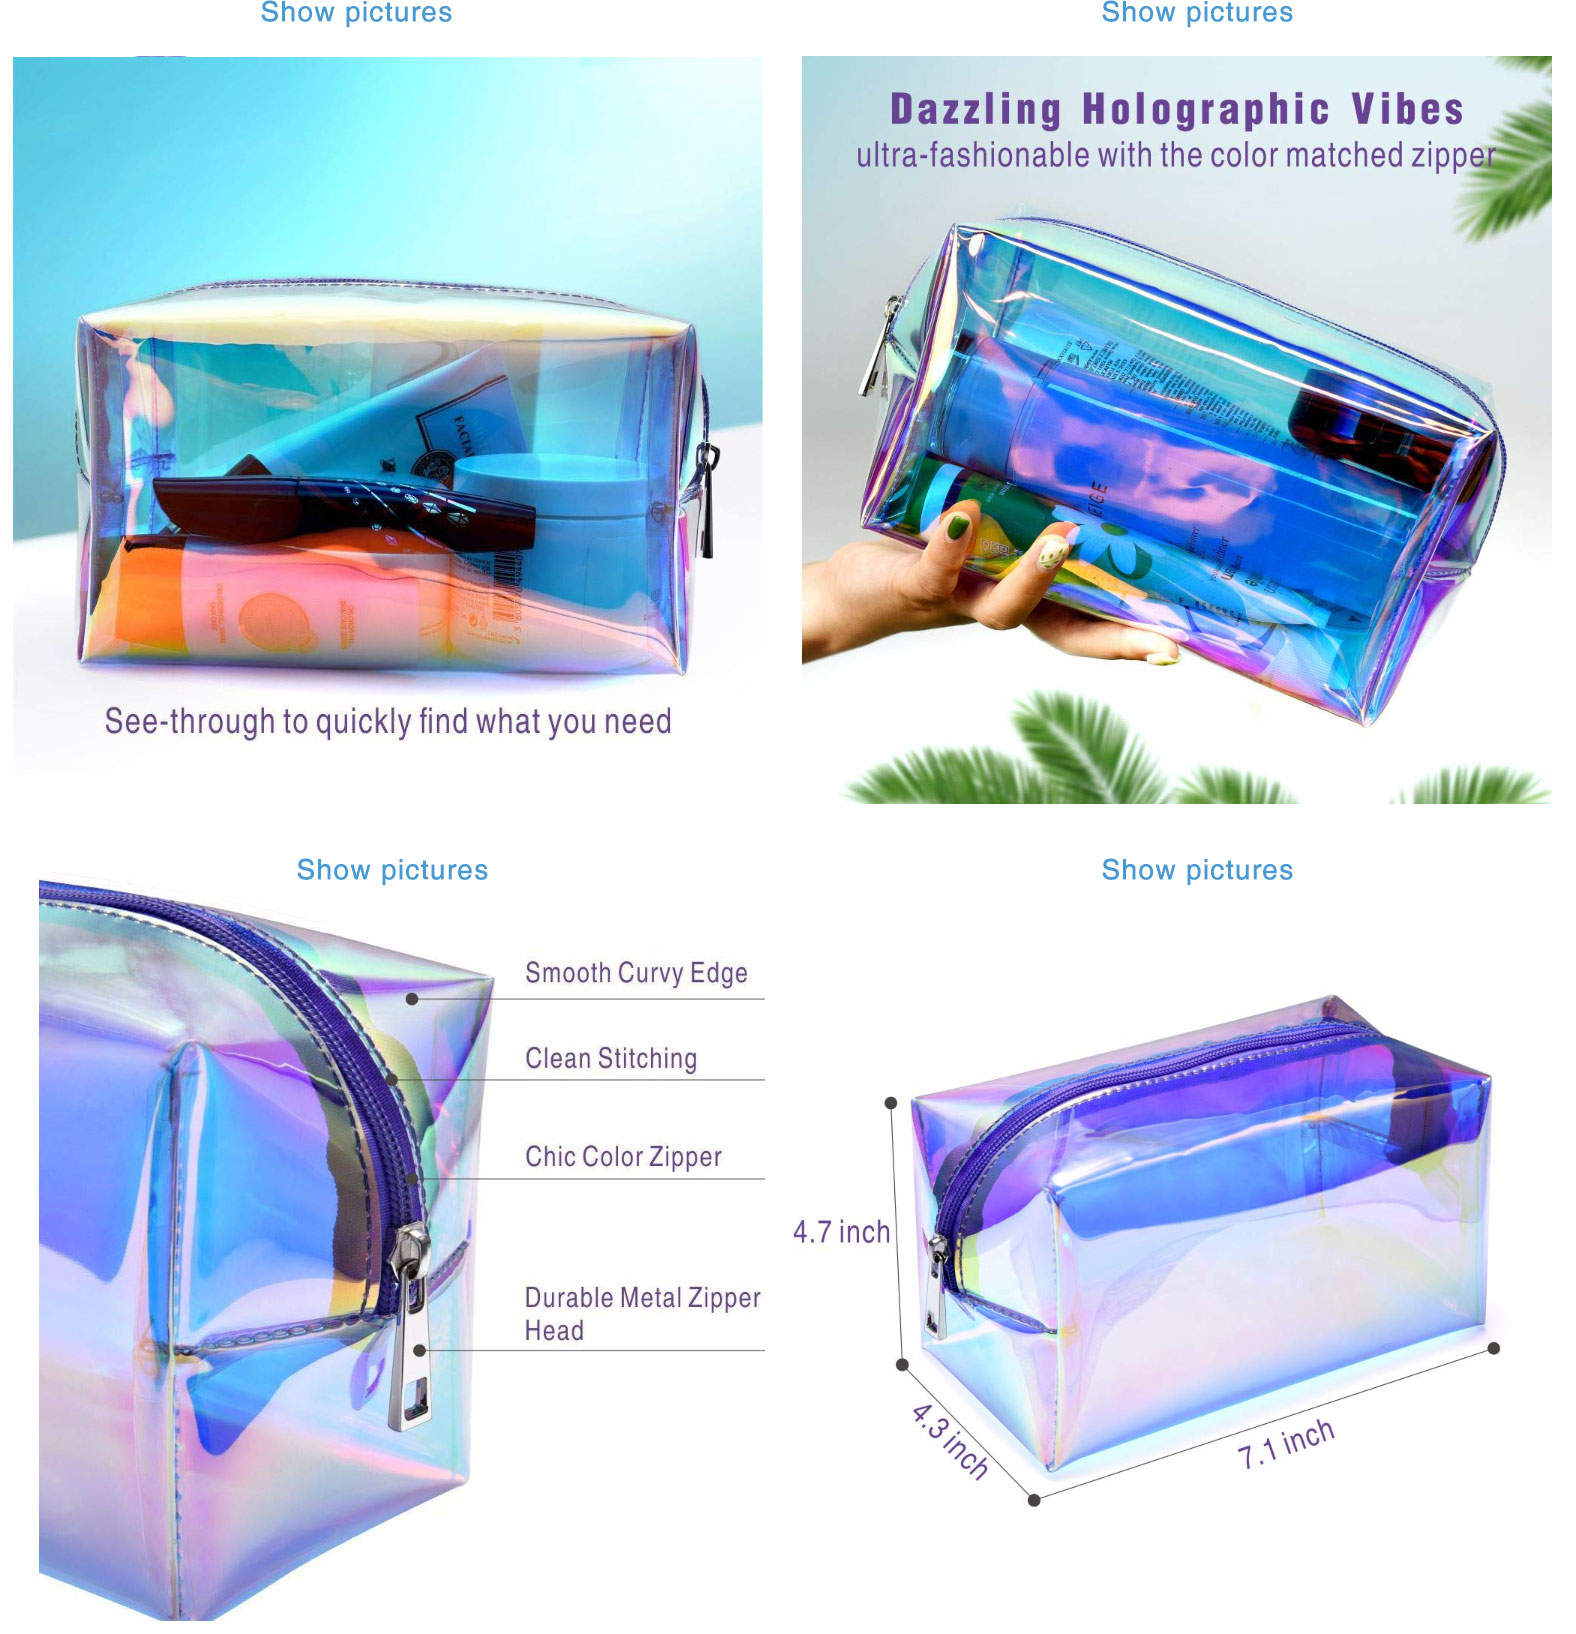 Show pictures
Show pictures
Dazzling Holographic Vibes
ultra-fashionable with the color matched zipper
FACIA
EIGE
See-through to quickly find what you need
Show pictures
Show pictures
Smooth Curvy Edge
Clean Stitching
Chic Color Zipper
Durable Metal Zipper
Head
4.7 inch
4.3 inch
7.1 inch